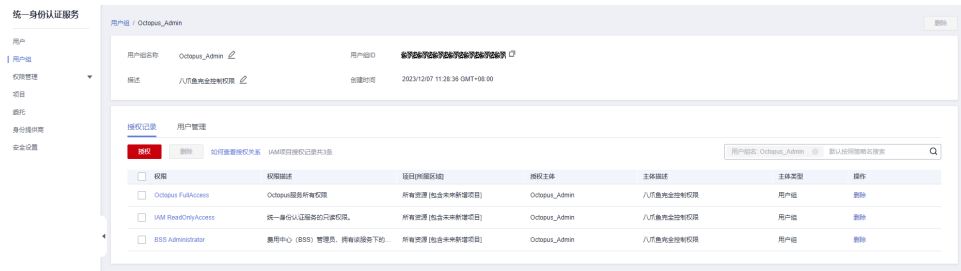 统一身份认证服务
用户
用户组
权限管理
项目
委托
身份提供商
安全设置
用户组 / Octopus_Admin
删除
用户组名称 Octopus_Admin
用户组ID
描述 八爪鱼完全控制权限
创建时间 2023/12/07 11:28:36 GMT+08:00
授权记录 用户管理
授权 删除 如何查看授权关系 IAM项目授权记录共3条 用户组名: Octopus_Admin 默认按照策略名搜索
权限 权限描述 项目[所属区域] 授权主体 主体描述 主体类型 操作
Octopus FullAccess Octopus服务所有权限 所有资源 [包含未来新增项目] Octopus_Admin 八爪鱼完全控制权限 用户组 删除
IAM ReadOnlyAccess 统一身份认证服务的只读权限。 所有资源 [包含未来新增项目] Octopus_Admin 八爪鱼完全控制权限 用户组 删除
BSS Administrator 费用中心（BSS）管理员，拥有该服务下的... 所有资源 [包含未来新增项目] Octopus_Admin 八爪鱼完全控制权限 用户组 删除